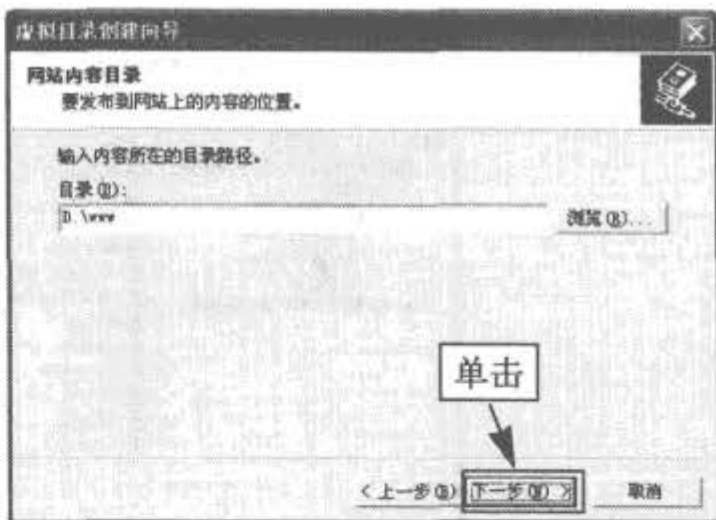 虚拟目录创建向导
网站内容目录
要发布到网站上的内容的位置。
输入内容所在的目录路径。
目录(D):
D:\www
浏览(R)...
单击
<上一步(B)
下一步(N) >
取消